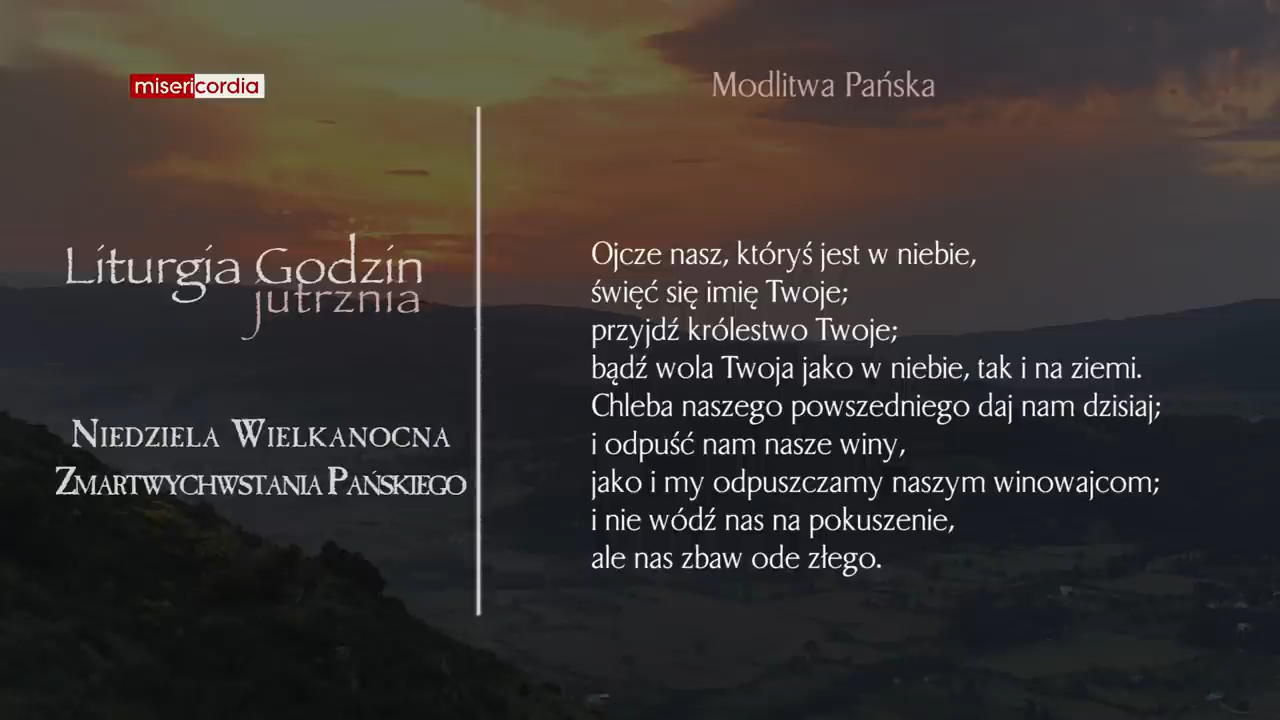 misericordia
Liturgia Godzin
jutrznia
Niedziela Wielkanocna
Zmartwychwstania Pańskiego
Modlitwa Pańska
Ojcze nasz, któryś jest w niebie,
święć się imię Twoje;
przyjdź królestwo Twoje;
bądź wola Twoja jako w niebie, tak i na ziemi.
Chleba naszego powszedniego daj nam dzisiaj;
i odpuść nam nasze winy,
jako i my odpuszczamy naszym winowajcom;
i nie wódź nas na pokuszenie,
ale nas zbaw ode złego.